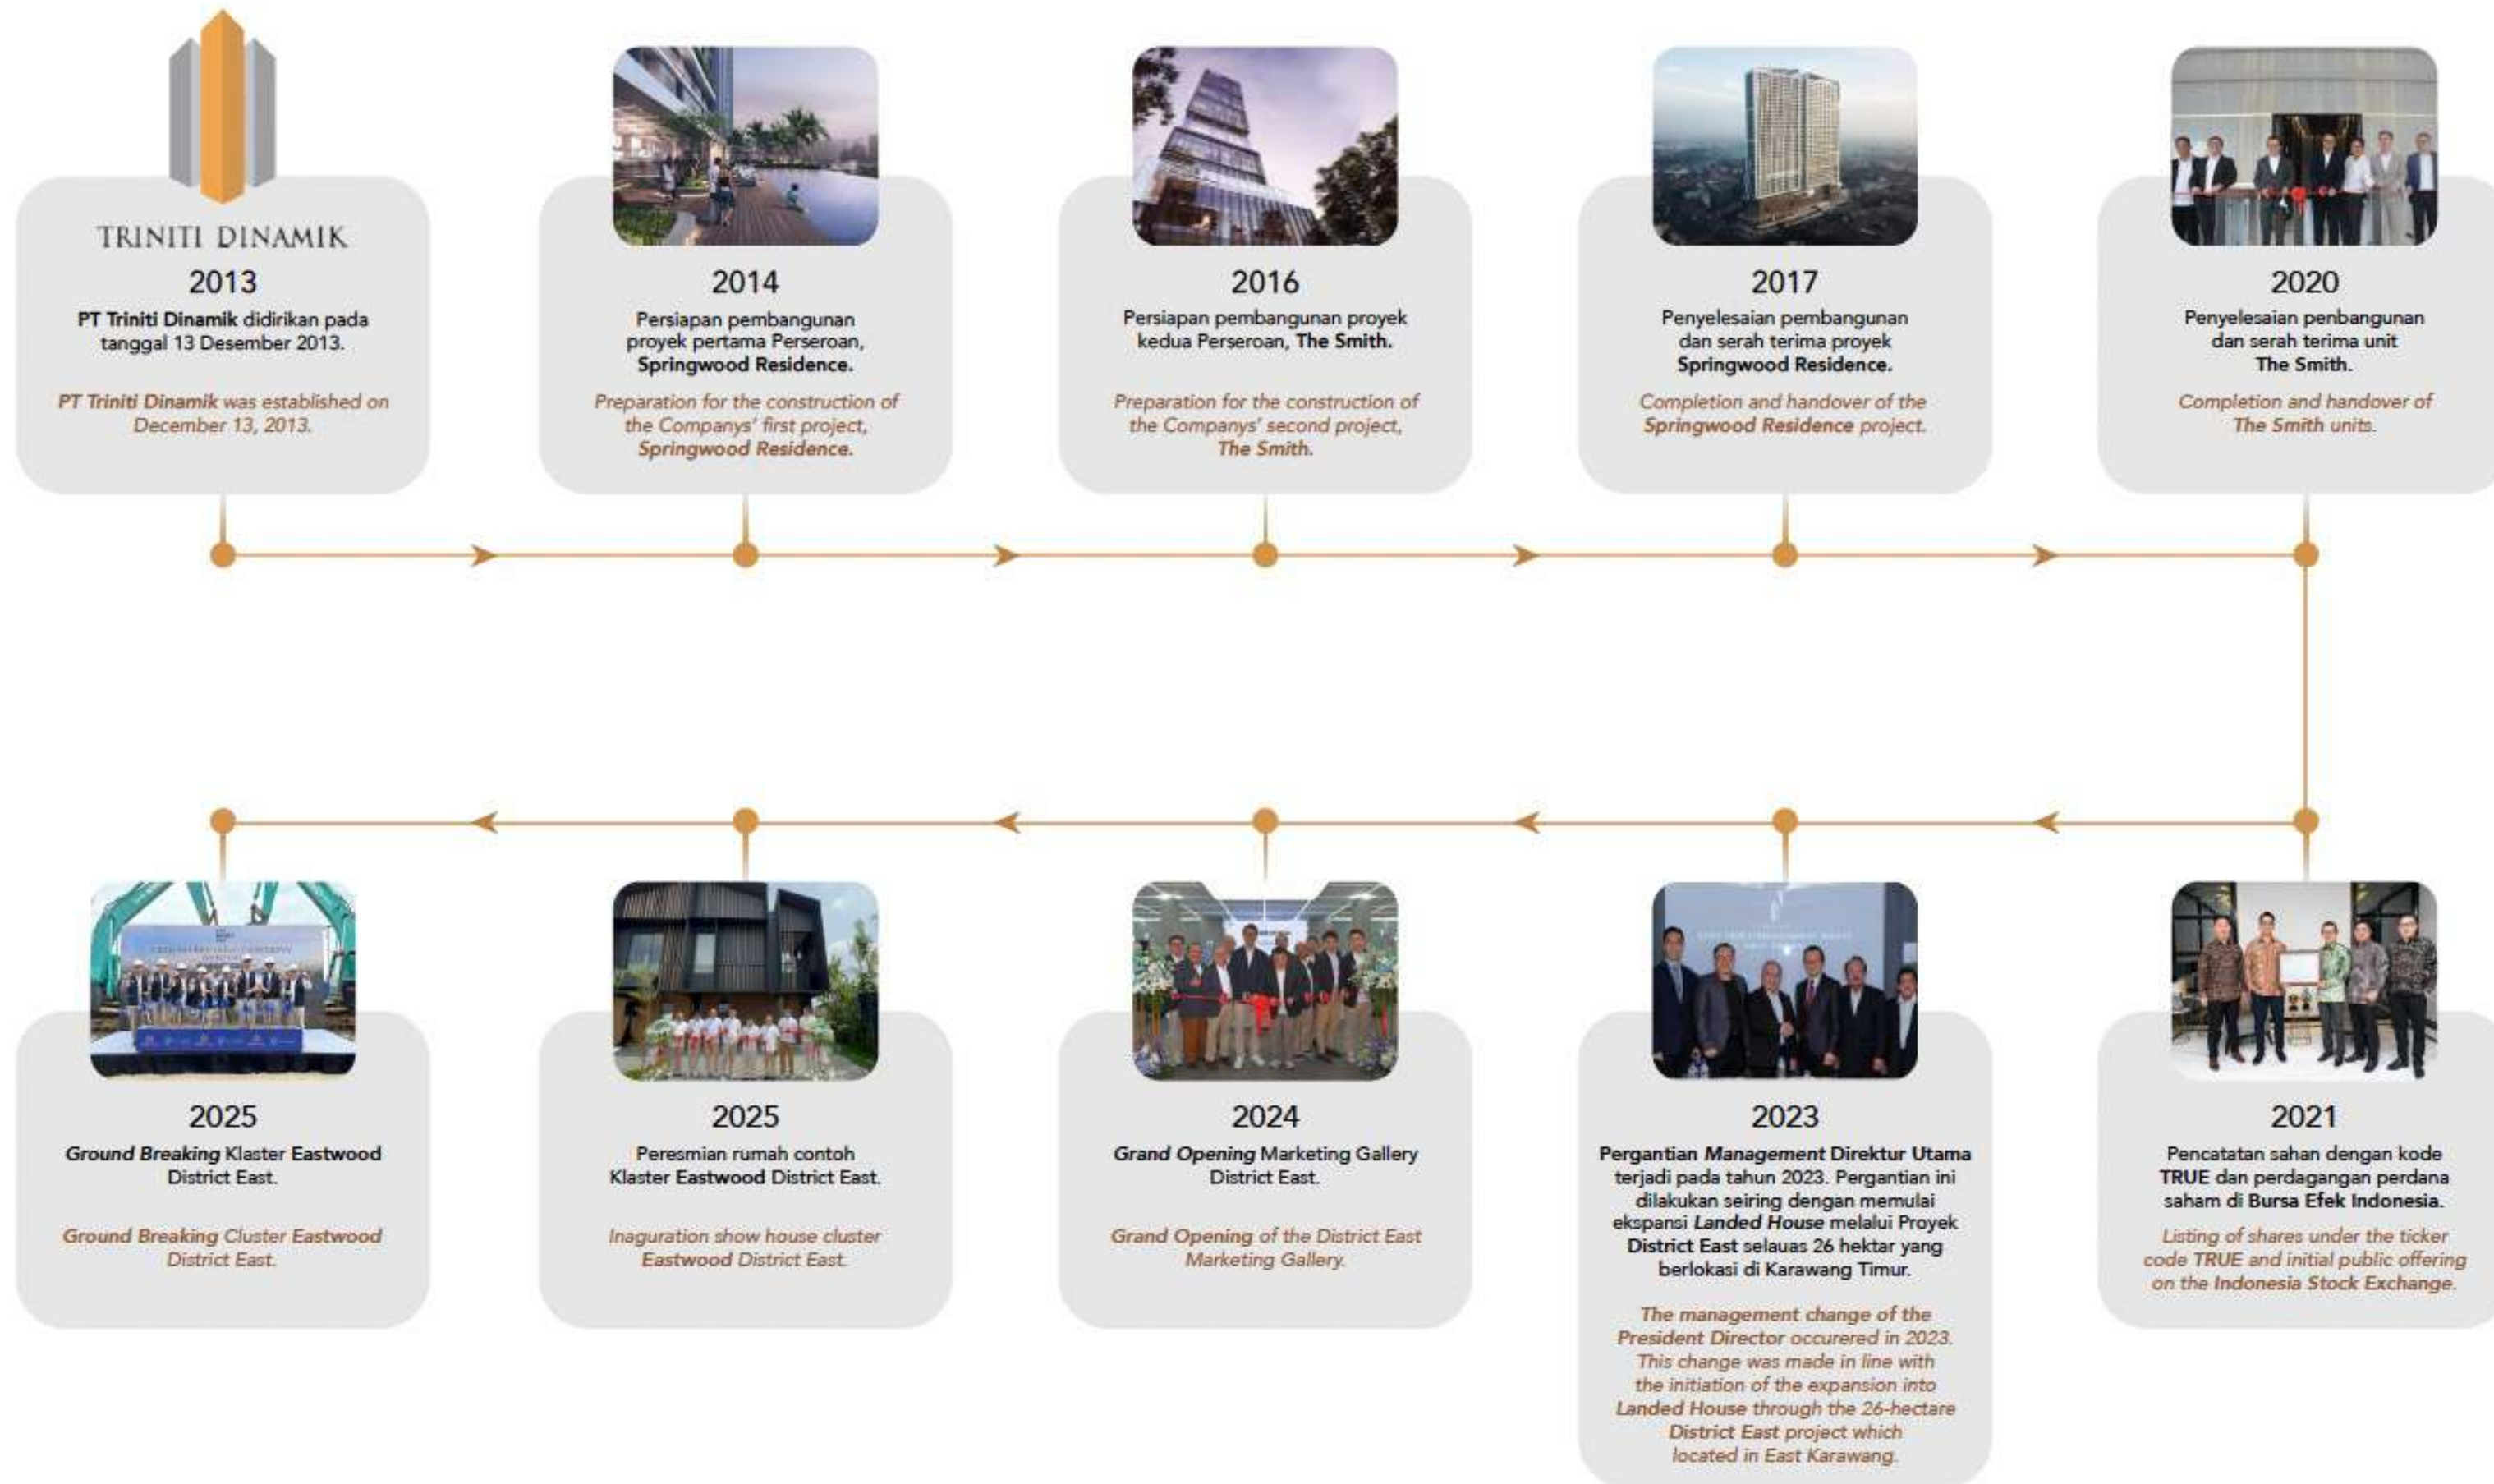 TRINITI DINAMIK
2013
PT Triniti Dinamik didirikan pada
tanggal 13 Desember 2013.
PT Triniti Dinamik was established on
December 13, 2013.
2014
Persiapan pembangunan
proyek pertama Perseroan,
Springwood Residence.
Preparation for the construction of
the Companys' first project,
Springwood Residence.
2016
Persiapan pembangunan proyek
kedua Perseroan, The Smith.
Preparation for the construction of
the Companys' second project,
The Smith.
2017
Penyelesaian pembangunan
dan serah terima proyek
Springwood Residence.
Completion and handover of the
Springwood Residence project.
2020
Penyelesaian penbangunan
dan serah terima unit
The Smith.
Completion and handover of
The Smith units.
2021
Pencatatan sahan dengan kode
TRUE dan perdagangan perdana
saham di Bursa Efek Indonesia.
Listing of shares under the ticker
code TRUE and initial public offering
on the Indonesia Stock Exchange.
2023
Pergantian Management Direktur Utama
terjadi pada tahun 2023. Pergantian ini
dilakukan seiring dengan memulai
ekspansi Landed House melalui Proyek
District East selauas 26 hektar yang
berlokasi di Karawang Timur.
The management change of the
President Director occurered in 2023.
This change was made in line with
the initiation of the expansion into
Landed House through the 26-hectare
District East project which
located in East Karawang.
2024
Grand Opening Marketing Gallery
District East.
Grand Opening of the District East
Marketing Gallery.
2025
Peresmian rumah contoh
Klaster Eastwood District East.
Inaguration show house cluster
Eastwood District East.
2025
Ground Breaking Klaster Eastwood
District East.
Ground Breaking Cluster Eastwood
District East.